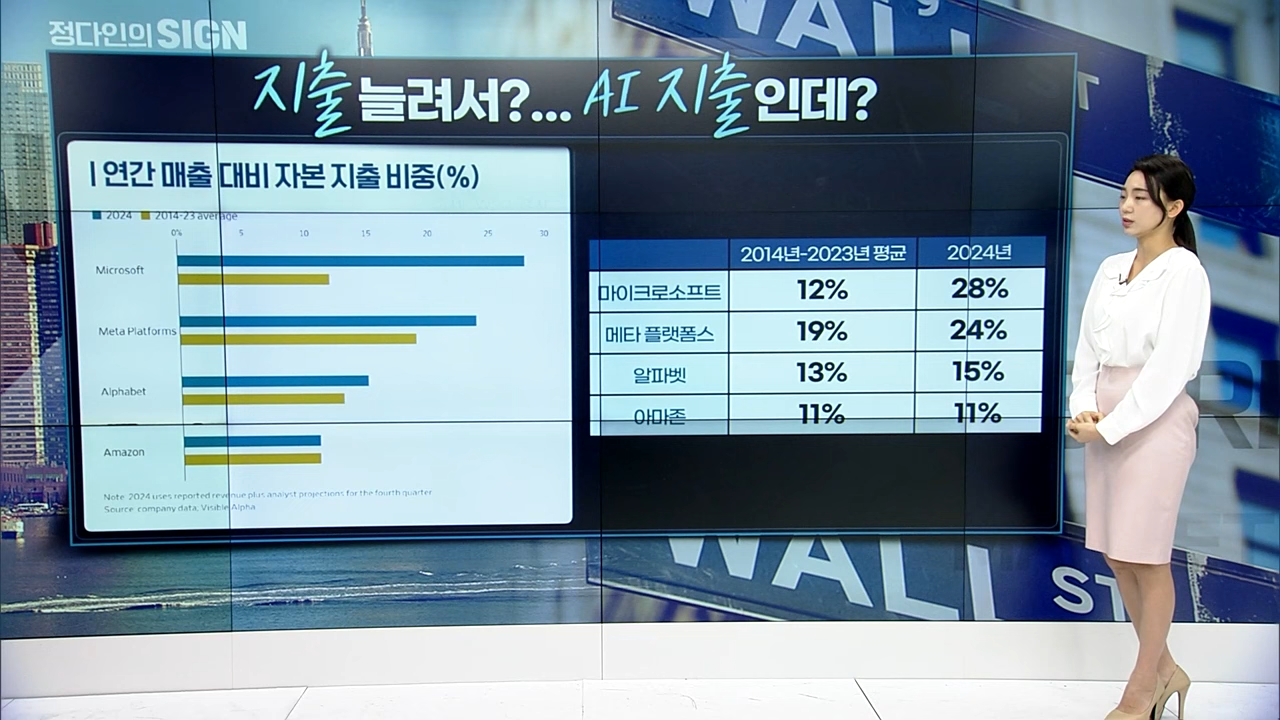 정다인의 SIGN
지출 늘려서?... AI 지출인데?
연간 매출 대비 자본 지출 비중(%)
2024 2014-23 average
0% 5 10 15 20 25 30
Microsoft
Meta Platforms
Alphabet
Amazon
Note: 2024 uses reported revenue plus analyst projections for the fourth quarter
Source: company data, Visible Alpha
2014년-2023년 평균 2024년
마이크로소프트 12% 28%
메타 플랫폼스 19% 24%
알파벳 13% 15%
아마존 11% 11%
WALL ST
WALL ST